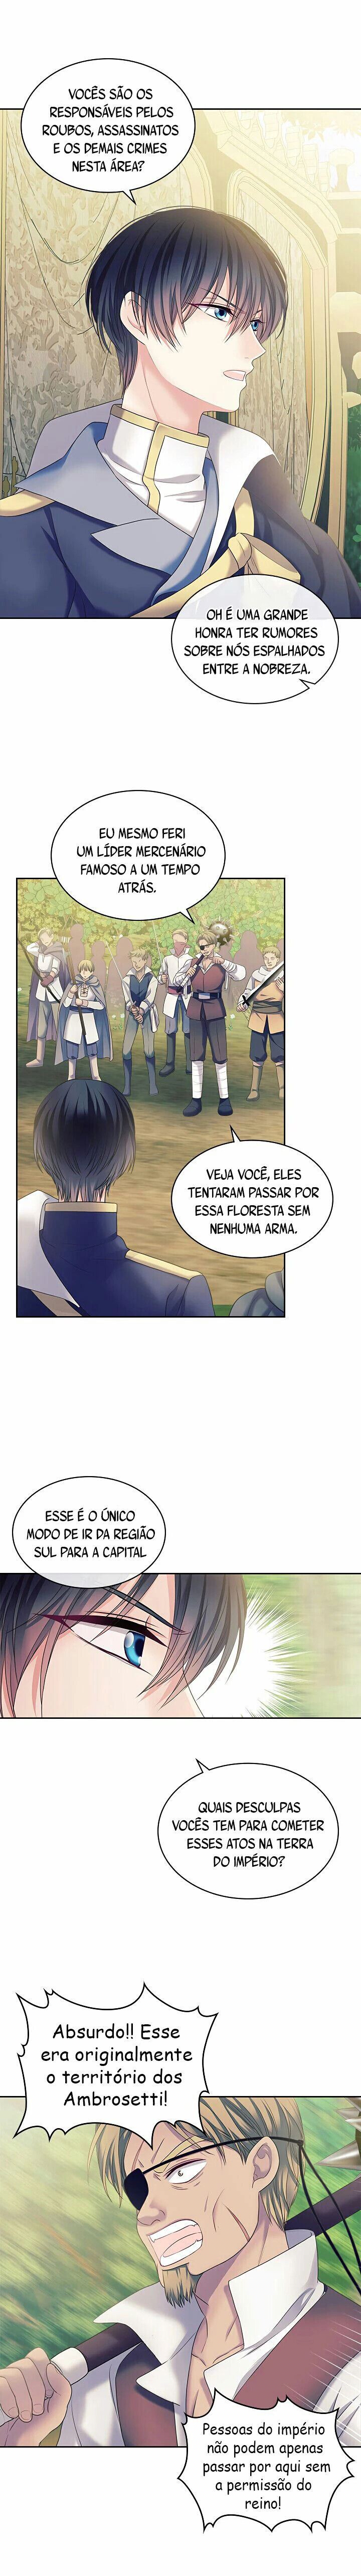 VOCÊS SÃO OS
RESPONSÁVEIS PELOS
ROUBOS, ASSASSINATOS
E OS DEMAIS CRIMES
NESTA ÁREA?
OH É UMA GRANDE
HONRA TER RUMORES
SOBRE NÓS ESPALHADOS
ENTRE A NOBREZA.
EU MESMO FERI
UM LÍDER MERCENÁRIO
FAMOSO A UM TEMPO
ATRÁS.
VEJA VOCÊ, ELES
TENTARAM PASSAR POR
ESSA FLORESTA SEM
NENHUMA ARMA.
ESSE É O ÚNICO
MODO DE IR DA REGIÃO
SUL PARA A CAPITAL
QUAIS DESCULPAS
VOCÊS TEM PARA COMETER
ESSES ATOS NA TERRA
DO IMPÉRIO?
Absurdo!! Esse
era originalmente
o território dos
Ambrosetti!
Pessoas do império
não podem apenas
passar por aqui sem
a permissão do
reino!